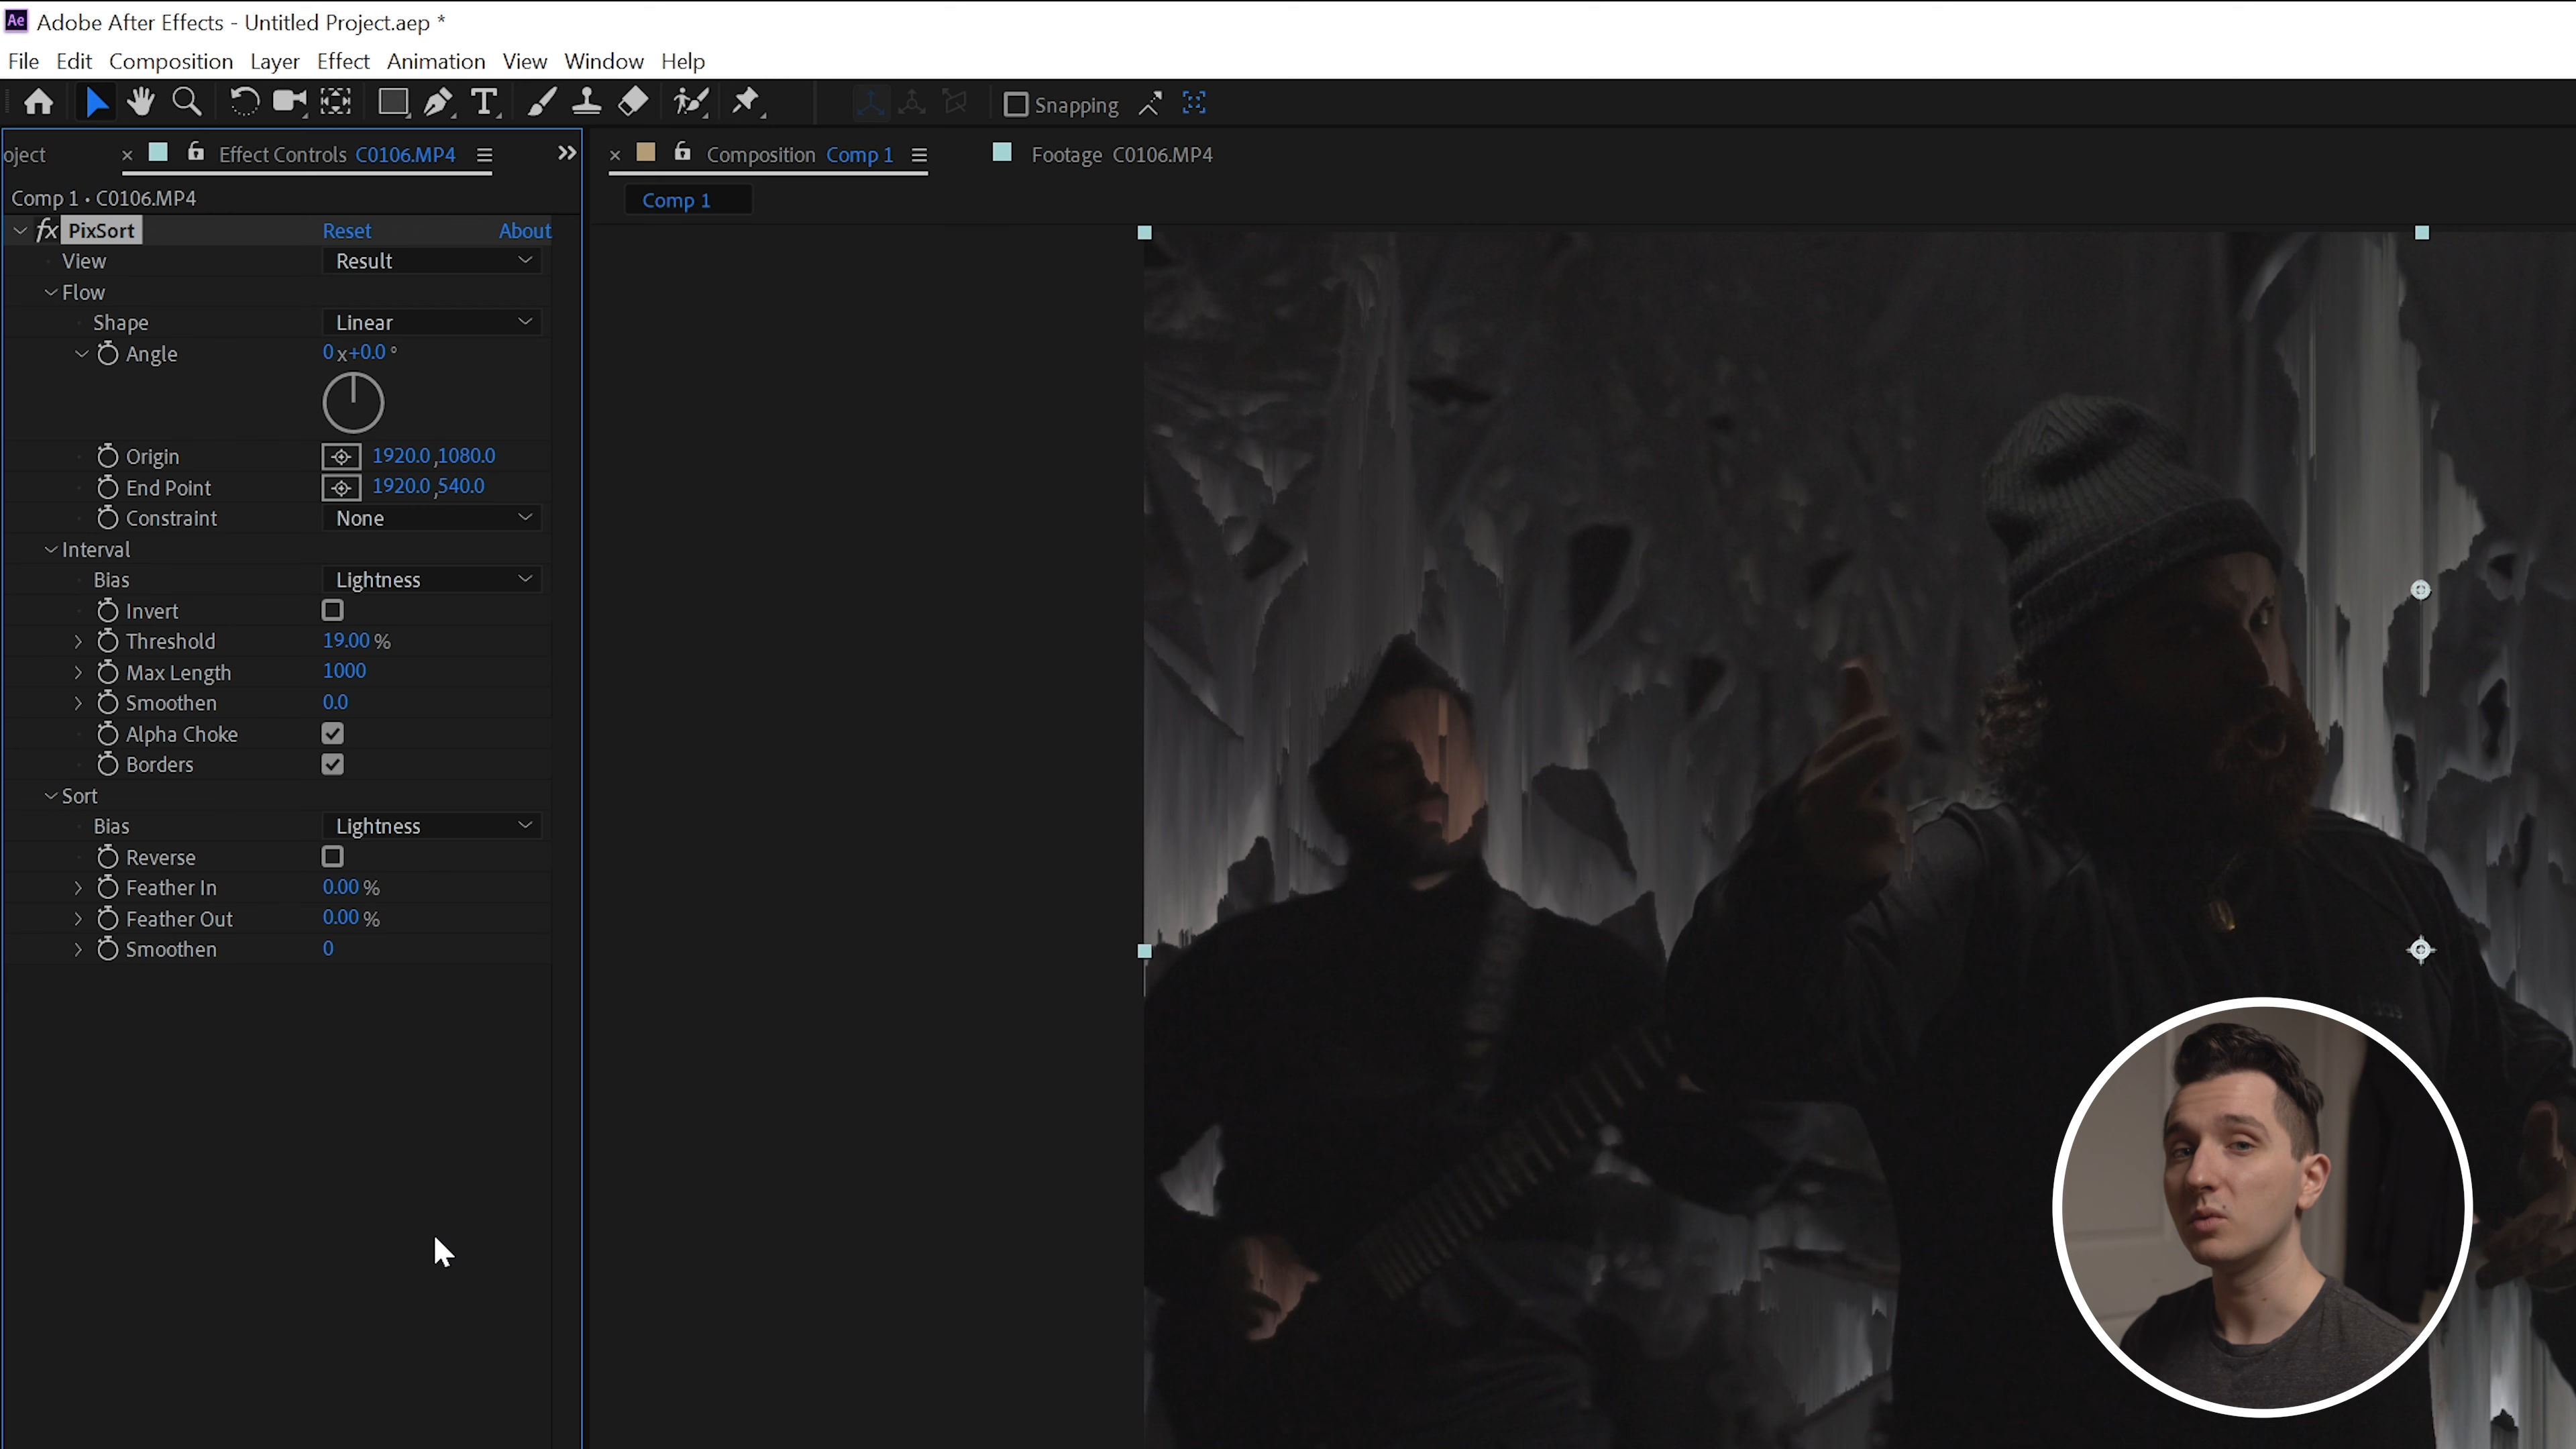 Ae Adobe After Effects - Untitled Project.aep *
File Edit Composition Layer Effect Animation View Window Help
Snapping
oject × Effect Controls C0106.MP4
Comp 1 • C0106.MP4
fx PixSort Reset About
View Result
Flow
Shape Linear
Angle 0x+0.0°
Origin 1920.0,1080.0
End Point 1920.0,540.0
Constraint None
Interval
Bias Lightness
Invert
Threshold 19.00%
Max Length 1000
Smoothen 0.0
Alpha Choke
Borders
Sort
Bias Lightness
Reverse
Feather In 0.00%
Feather Out 0.00%
Smoothen 0
× Composition Comp 1
Footage C0106.MP4
Comp 1